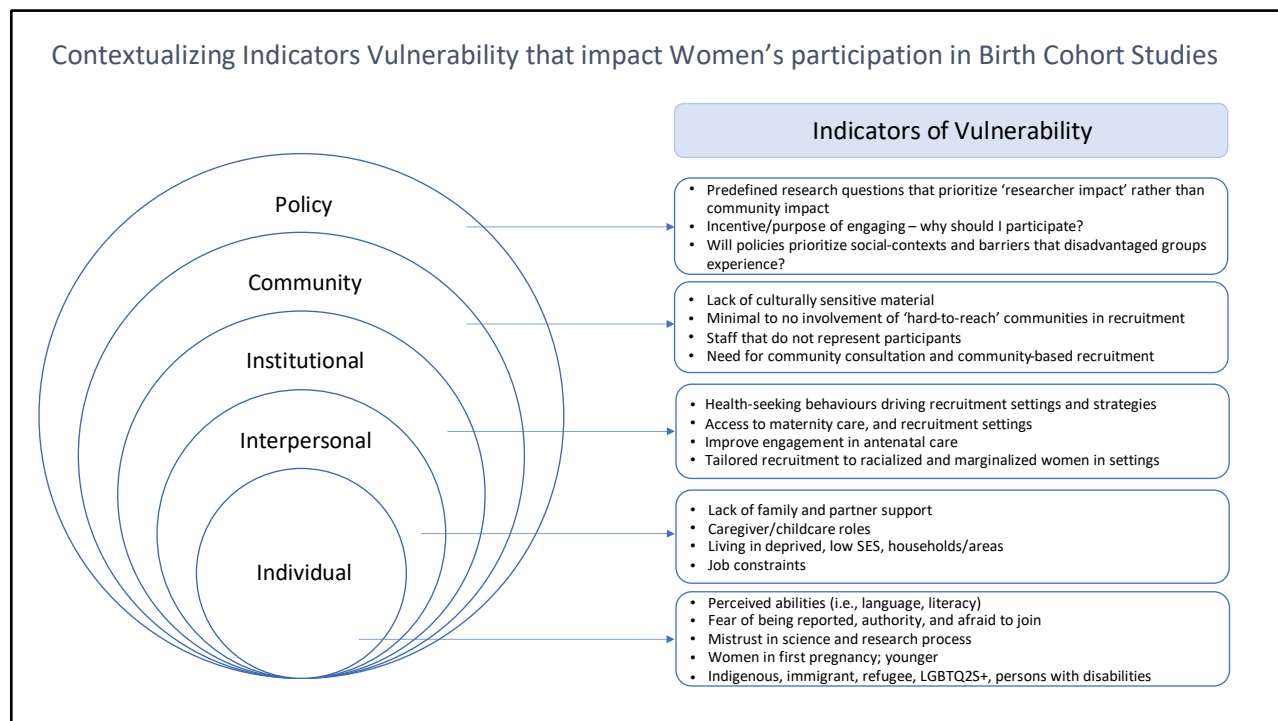 Contextualizing Indicators Vulnerability that impact Women's participation in Birth Cohort Studies
Indicators of Vulnerability
Policy
• Predefined research questions that prioritize ‘researcher impact’ rather than
community impact
• Incentive/purpose of engaging – why should I participate?
• Will policies prioritize social-contexts and barriers that disadvantaged groups
experience?
Community
• Lack of culturally sensitive material
• Minimal to no involvement of ‘hard-to-reach’ communities in recruitment
• Staff that do not represent participants
• Need for community consultation and community-based recruitment
Institutional
• Health-seeking behaviours driving recruitment settings and strategies
• Access to maternity care, and recruitment settings
• Improve engagement in antenatal care
• Tailored recruitment to racialized and marginalized women in settings
Interpersonal
• Lack of family and partner support
• Caregiver/childcare roles
• Living in deprived, low SES, households/areas
• Job constraints
Individual
• Perceived abilities (i.e., language, literacy)
• Fear of being reported, authority, and afraid to join
• Mistrust in science and research process
• Women in first pregnancy; younger
• Indigenous, immigrant, refugee, LGBTQ2S+, persons with disabilities